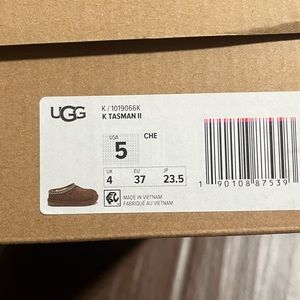 UGG
K / 1019066K
K TASMAN II
USA
5
CHE
UK EU JP
4 37 23.5
MADE IN VIETNAM
FABRIQUÉ AU VIETNAM
1 90108 87539